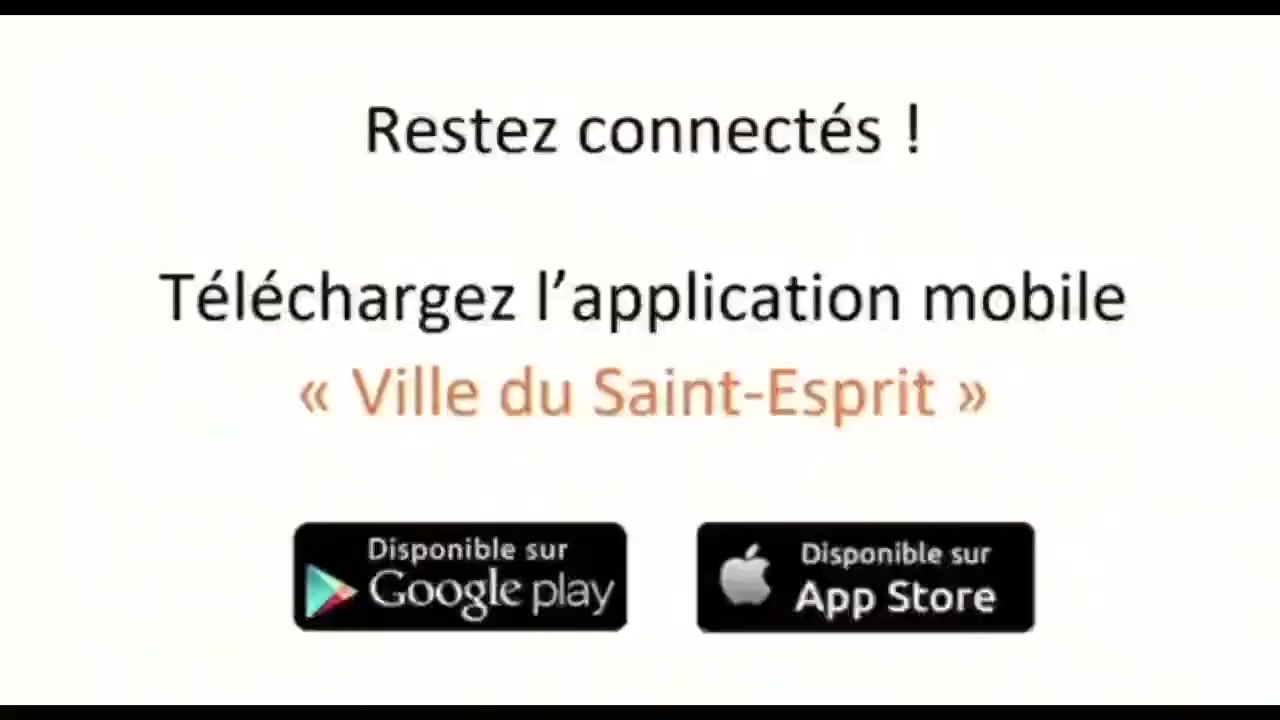 Restez connectés !
Téléchargez l’application mobile
« Ville du Saint-Esprit »
Disponible sur
Google play
Disponible sur
App Store